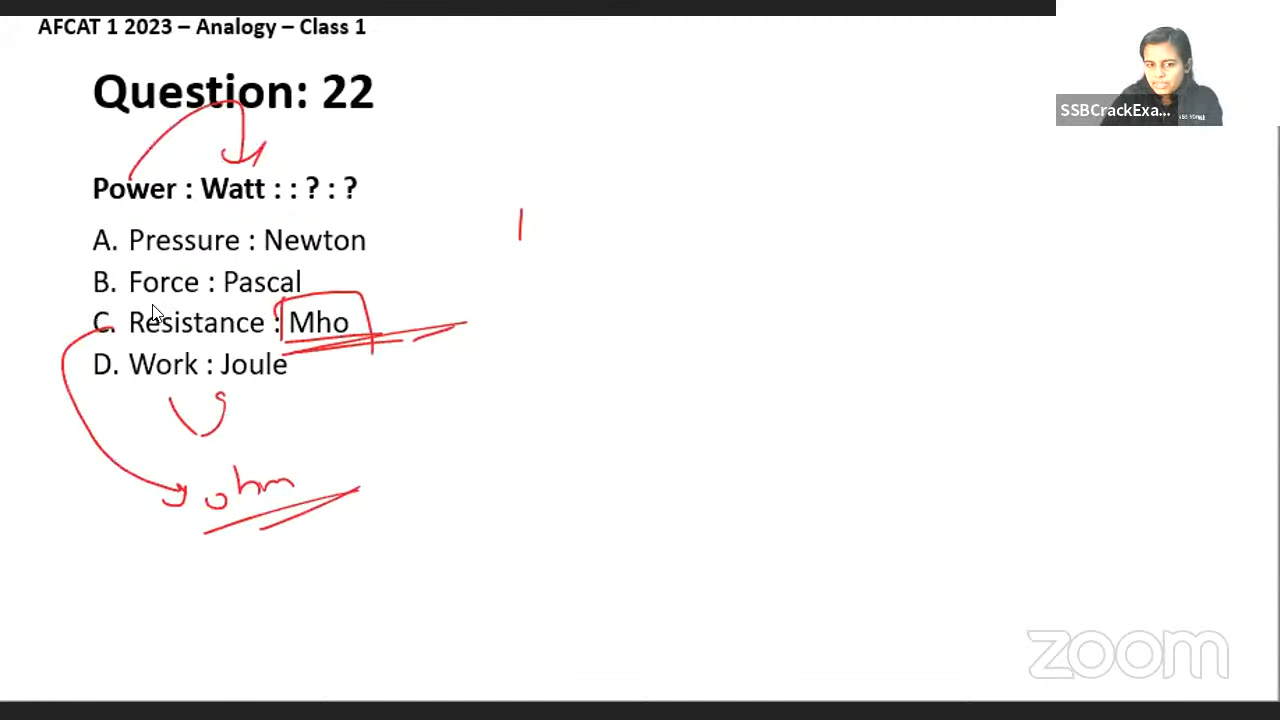 AFCAT 1 2023 – Analogy – Class 1
SSBCrackExa...
Question: 22
Power : Watt : : ? : ?
A. Pressure : Newton
B. Force : Pascal
C. Resistance : Mho
D. Work : Joule
ohm
zoom